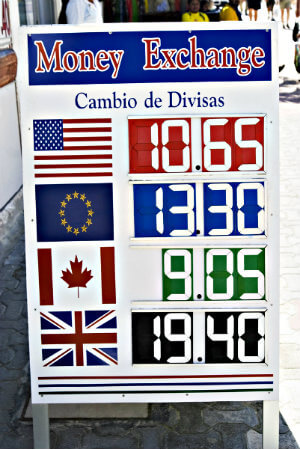 Money Exchange
Cambio de Divisas
10.65
13.30
9.05
19.40